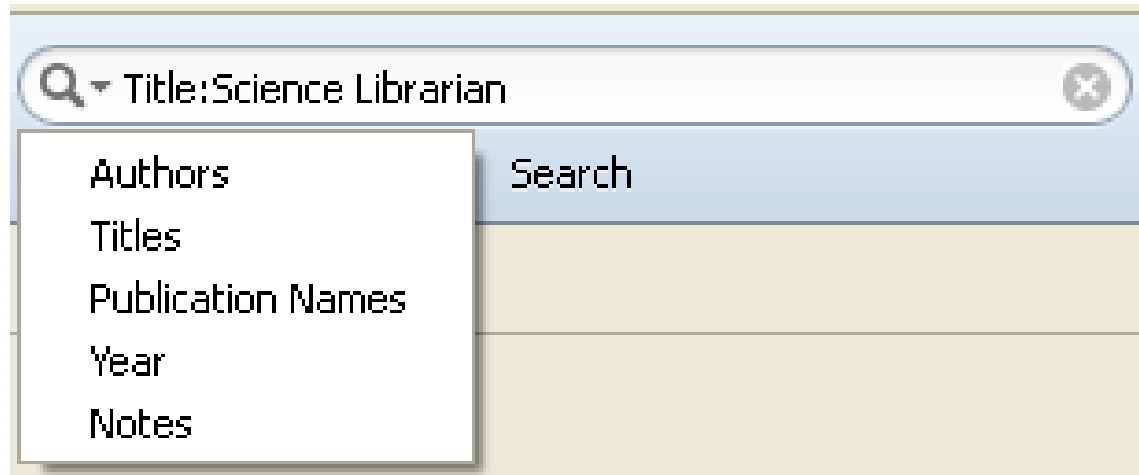 Title:Science Librarian
Authors
Search
Titles
Publication Names
Year
Notes